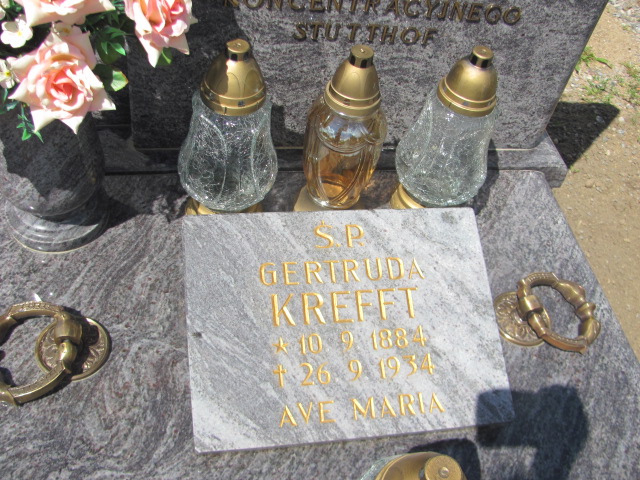 KONCENTRACYJNEGO
STUTTHOF
Ś.P.
GERTRUDA
KREFFT
* 10 9 1884
† 26 9 1934
AVE MARIA